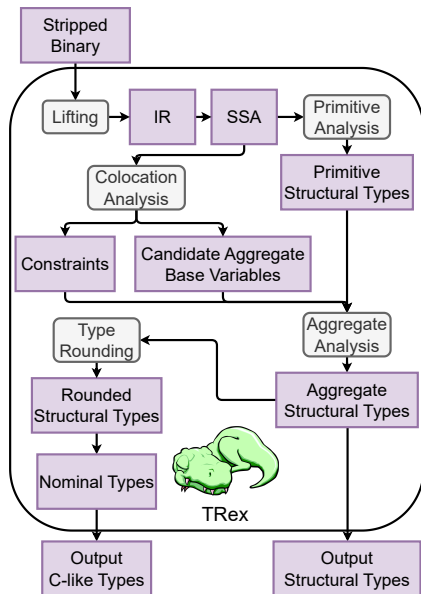 Stripped
Binary
Lifting
IR
SSA
Primitive
Analysis
Colocation
Analysis
Primitive
Structural Types
Constraints
Candidate Aggregate
Base Variables
Type
Rounding
Aggregate
Analysis
Rounded
Structural Types
Aggregate
Structural Types
Nominal Types
TRex
Output
C-like Types
Output
Structural Types